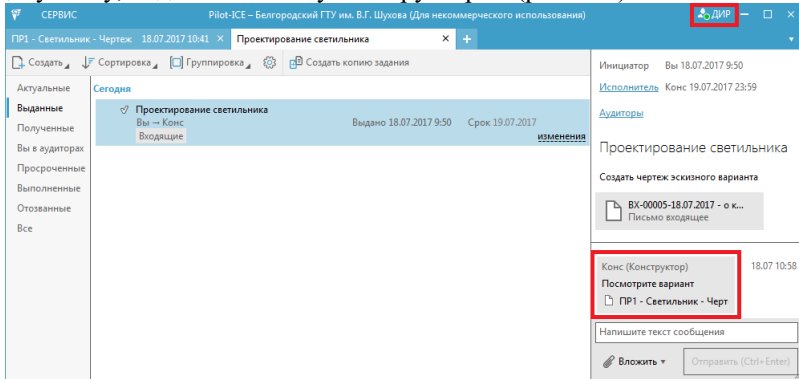 СЕРВИС
Pilot-ICE – Белгородский ГТУ им. В.Г. Шухова (Для некоммерческого использования)
ДИР
ПР1 - Светильник - Чертеж 18.07.2017 10:41 ×
Проектирование светильника ×
+
Создать
Сортировка
Группировка
Создать копию задания
Актуальные
Выданные
Полученные
Вы в аудиторах
Просроченные
Выполненные
Отозванные
Все
Сегодня
Проектирование светильника
Вы → Конс Выдано 18.07.2017 9:50 Срок 19.07.2017
Входящие изменения
Инициатор Вы 18.07.2017 9:50
Исполнитель Конс 19.07.2017 23:59
Аудиторы
Проектирование светильника
Создать чертеж эскизного варианта
ВХ-00005-18.07.2017 - о к...
Письмо входящее
Конс (Конструктор) 18.07 10:58
Посмотрите вариант
ПР1 - Светильник - Черт
Напишите текст сообщения
Вложить
Отправить (Ctrl+Enter)